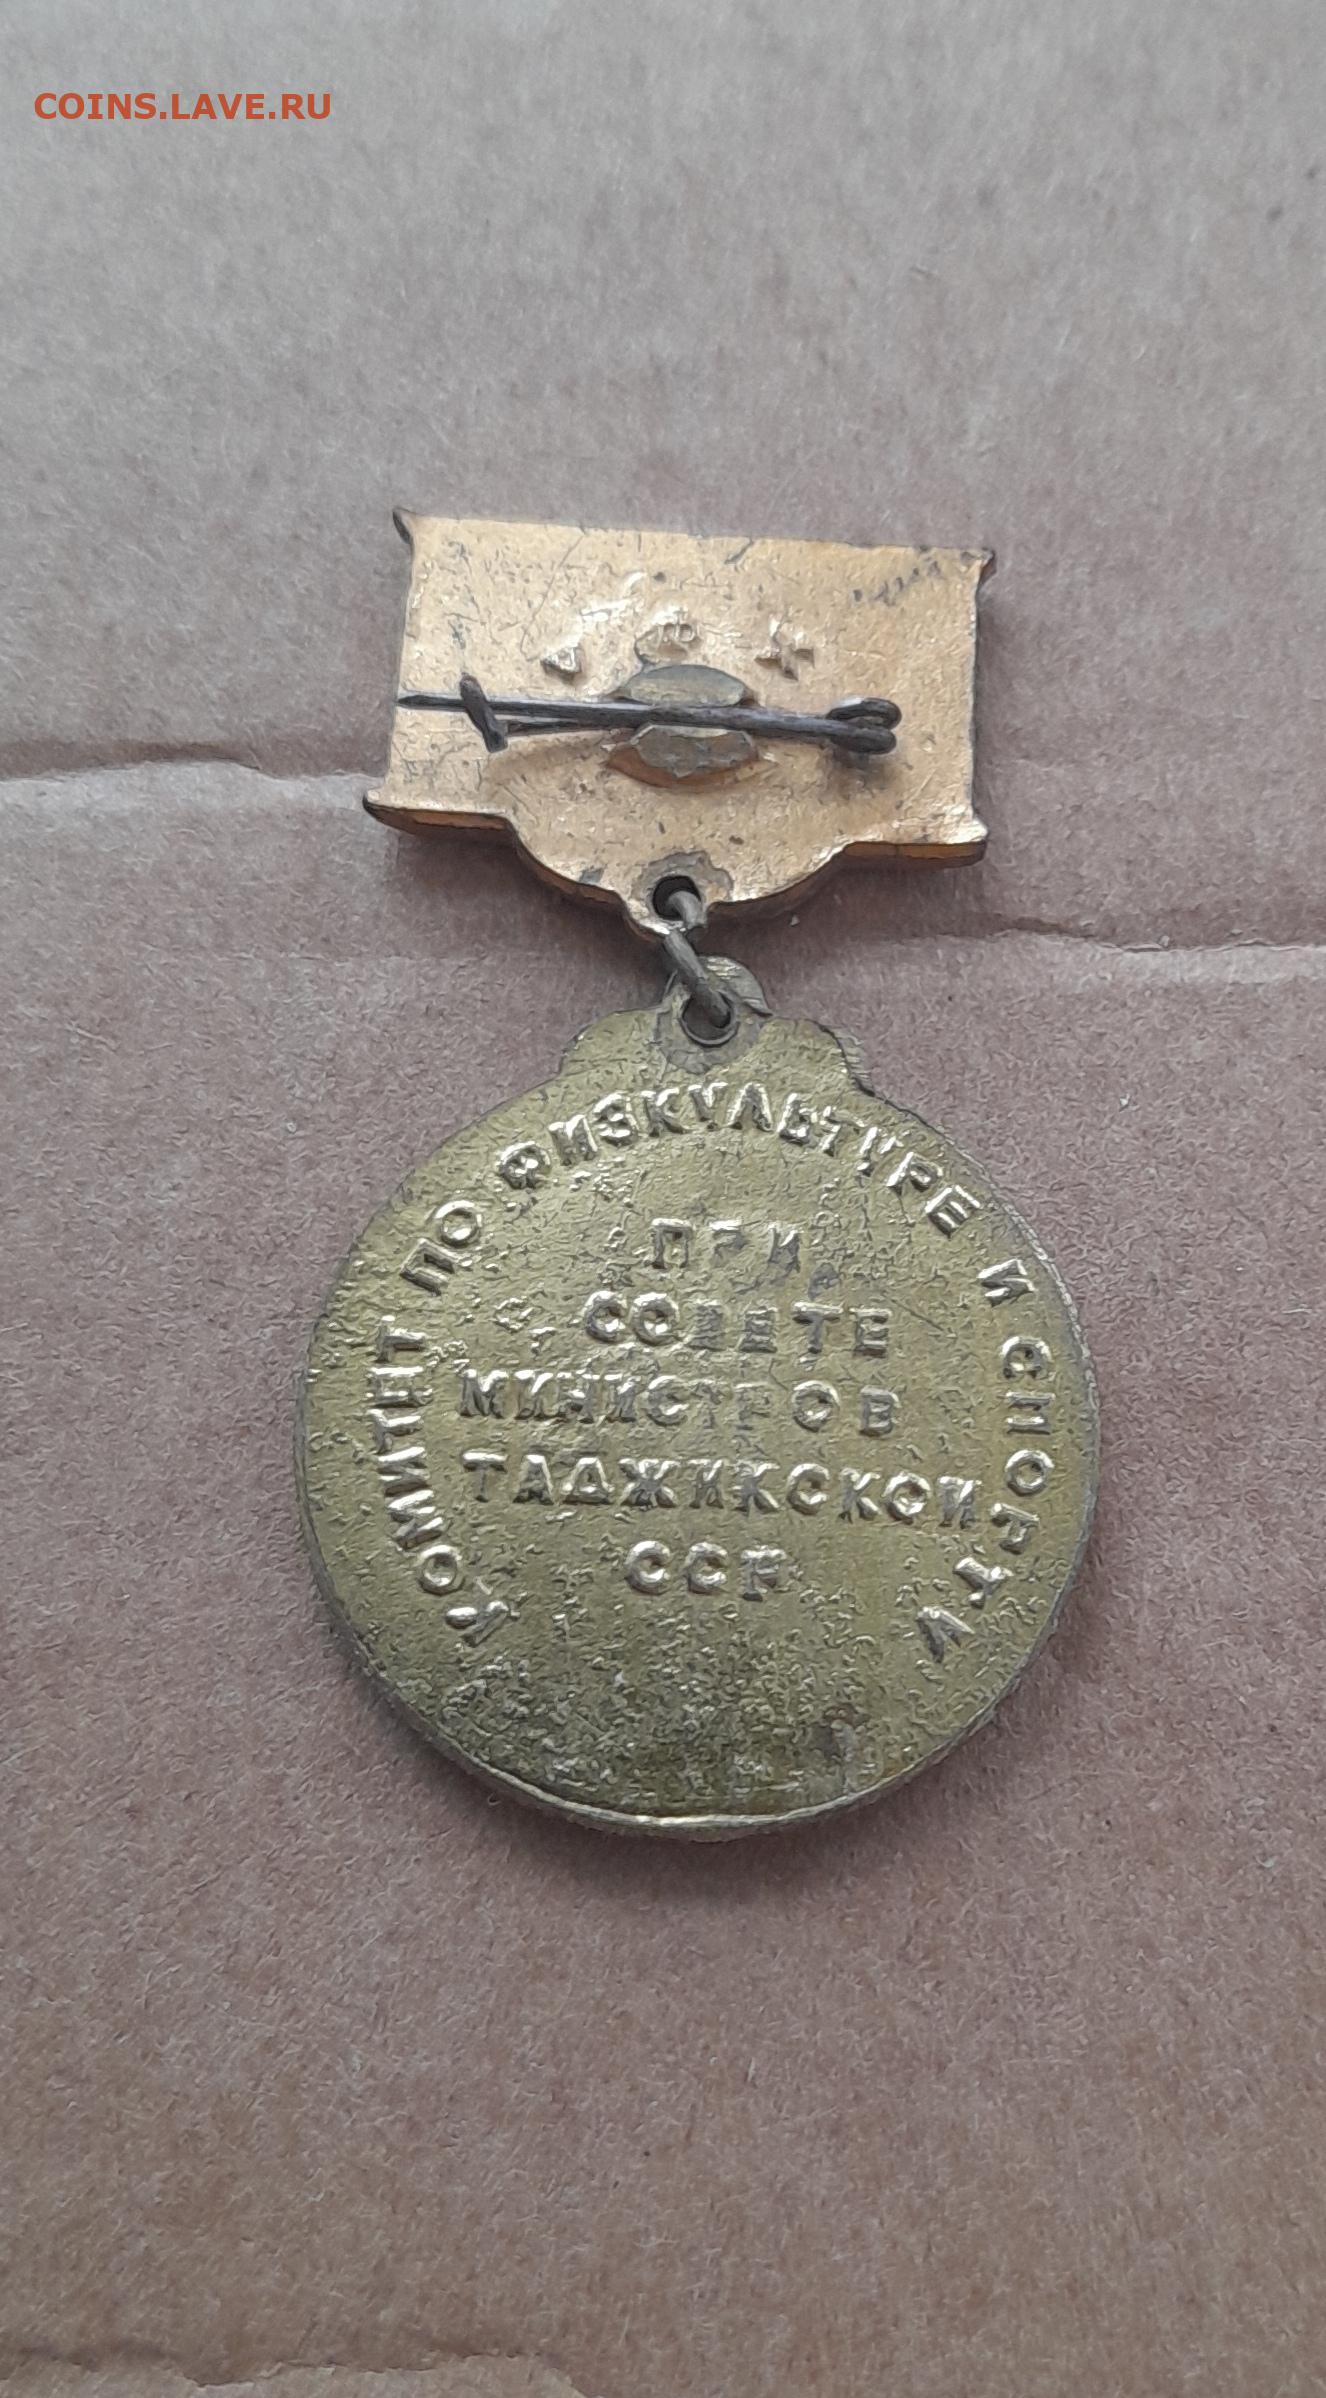 COINS.LAVE.RU
КОМИТЕТ ПО ФИЗКУЛЬТУРЕ И СПОРТУ
ПРИ
СОВЕТЕ
МИНИСТРОВ
ТАДЖИКСКОЙ
ССР